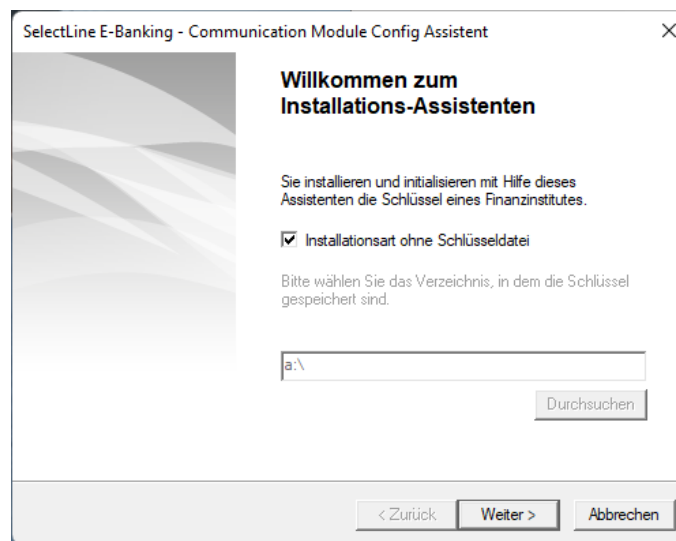 SelectLine E-Banking - Communication Module Config Assistent
Willkommen zum
Installations-Assistenten
Sie installieren und initialisieren mit Hilfe dieses
Assistenten die Schlüssel eines Finanzinstitutes.
Installationsart ohne Schlüsseldatei
Bitte wählen Sie das Verzeichnis, in dem die Schlüssel
gespeichert sind.
a:\
Durchsuchen
< Zurück Weiter > Abbrechen